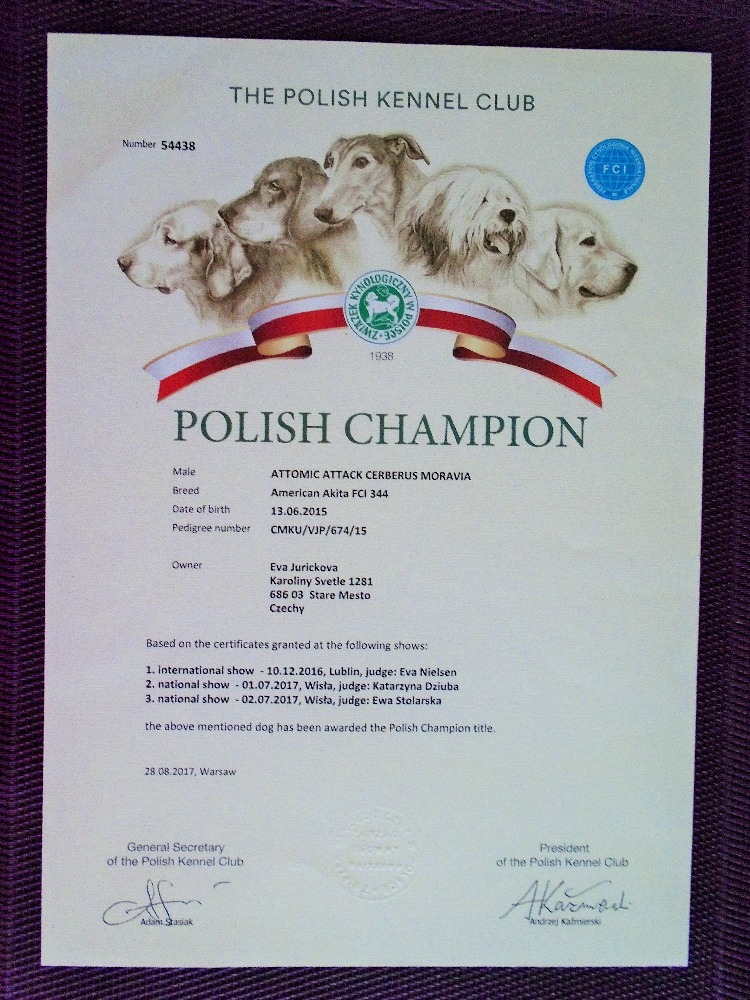 THE POLISH KENNEL CLUB
Number 54438
FCI
ZWIĄZEK KYNOLOGICZNY W POLSCE
1938
POLISH CHAMPION
Male ATTOMIC ATTACK CERBERUS MORAVIA
Breed American Akita FCI 344
Date of birth 13.06.2015
Pedigree number CMKU/VJP/674/15
Owner Eva Jurickova
Karoliny Svetle 1281
686 03 Stare Mesto
Czechy
Based on the certificates granted at the following shows:
1. international show - 10.12.2016, Lublin, judge: Eva Nielsen
2. national show - 01.07.2017, Wisła, judge: Katarzyna Dziuba
3. national show - 02.07.2017, Wisła, judge: Ewa Stolarska
the above mentioned dog has been awarded the Polish Champion title.
28.08.2017, Warsaw
General Secretary
of the Polish Kennel Club
Adam Stasiak
President
of the Polish Kennel Club
Andrzej Kaźmierski